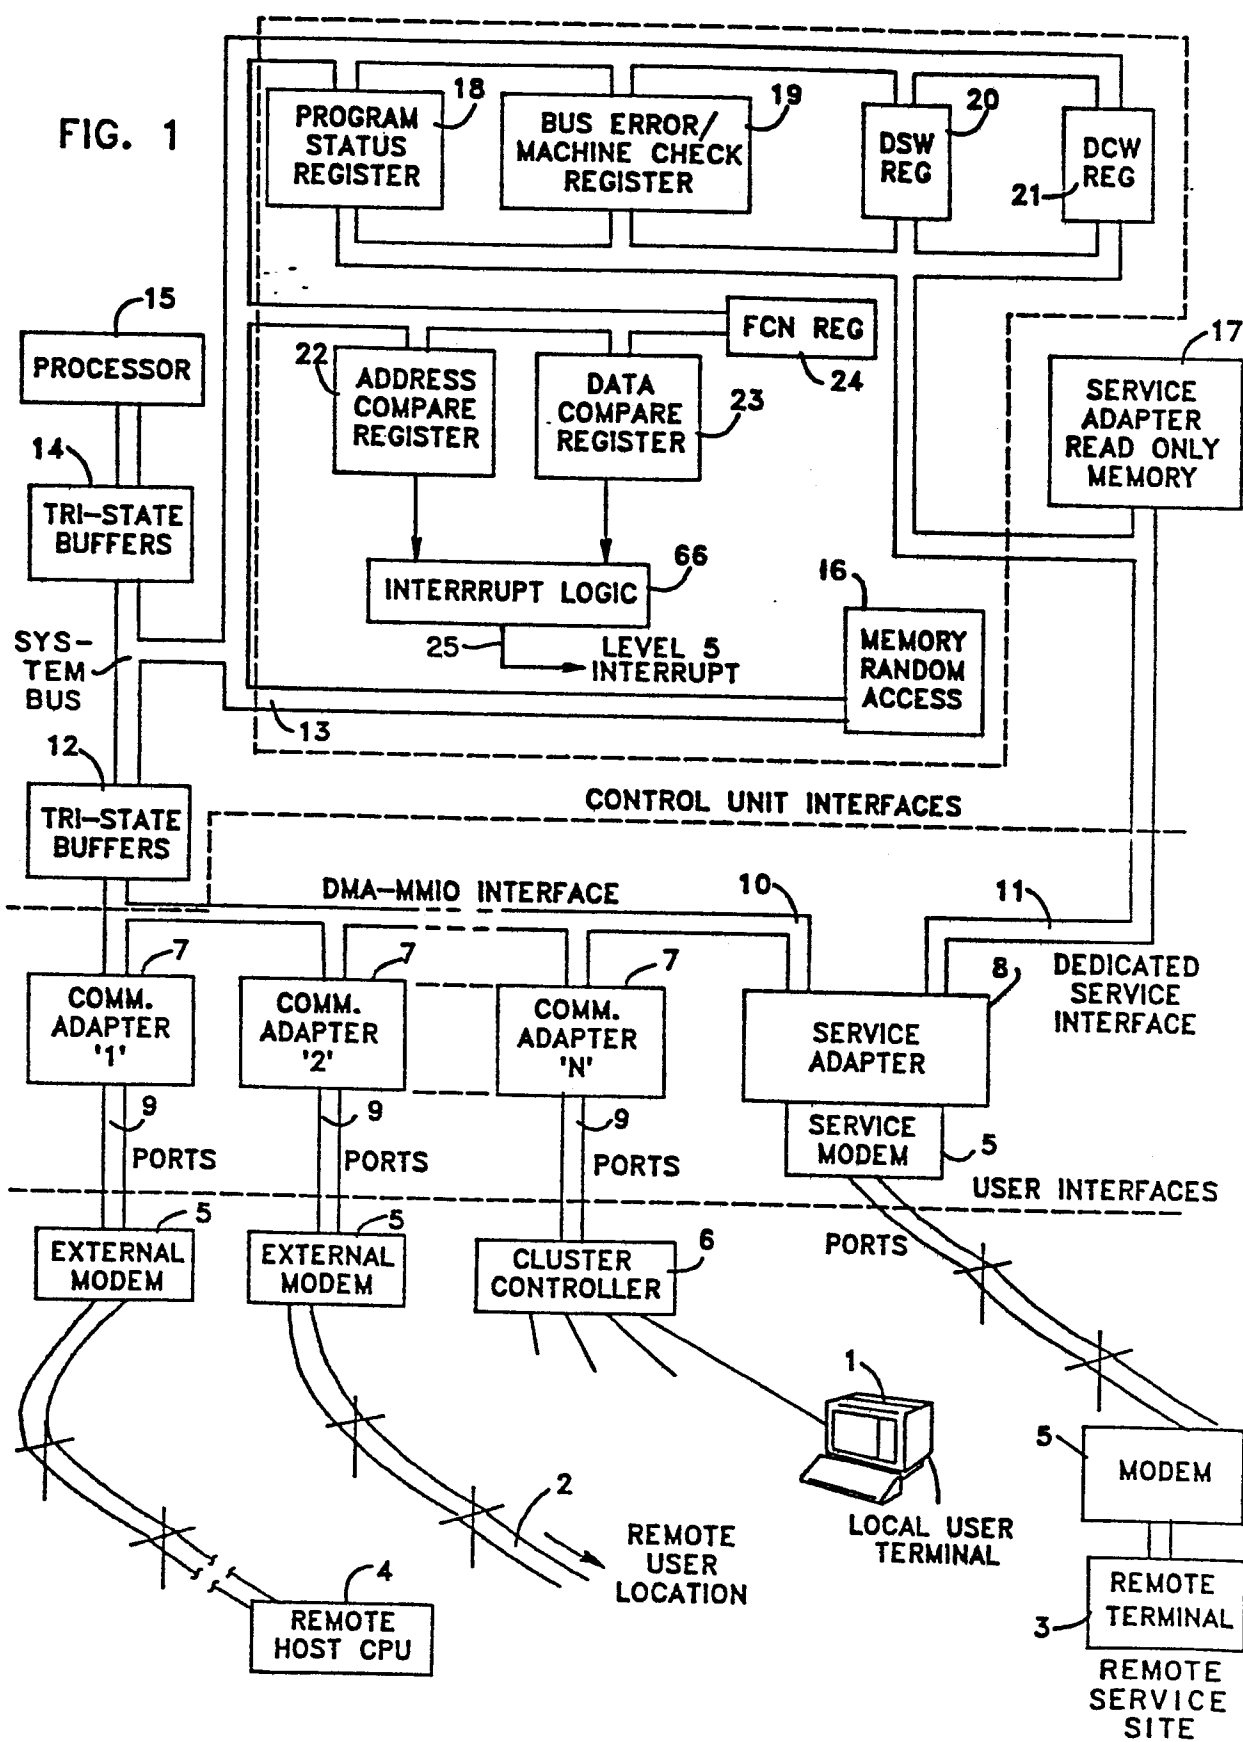 FIG. 1
PROGRAM
STATUS
REGISTER
18
BUS ERROR/
MACHINE CHECK
REGISTER
19
DSW
REG
20
DCW
REG
21
15
PROCESSOR
14
TRI-STATE
BUFFERS
SYS-
TEM
BUS
12
TRI-STATE
BUFFERS
FCN REG
24
22
ADDRESS
COMPARE
REGISTER
DATA
COMPARE
REGISTER
23
17
SERVICE
ADAPTER
READ ONLY
MEMORY
INTERRRUPT LOGIC
66
25
LEVEL 5
INTERRUPT
16
MEMORY
RANDOM
ACCESS
13
CONTROL UNIT INTERFACES
DMA-MMIO INTERFACE
10
11
7
COMM.
ADAPTER
'1'
7
COMM.
ADAPTER
'2'
7
COMM.
ADAPTER
'N'
8
SERVICE
ADAPTER
DEDICATED
SERVICE
INTERFACE
9
PORTS
9
PORTS
9
PORTS
SERVICE
MODEM
5
USER INTERFACES
5
EXTERNAL
MODEM
5
EXTERNAL
MODEM
6
CLUSTER
CONTROLLER
PORTS
1
LOCAL USER
TERMINAL
5
MODEM
2
REMOTE
USER
LOCATION
4
REMOTE
HOST CPU
REMOTE
TERMINAL
3
REMOTE
SERVICE
SITE